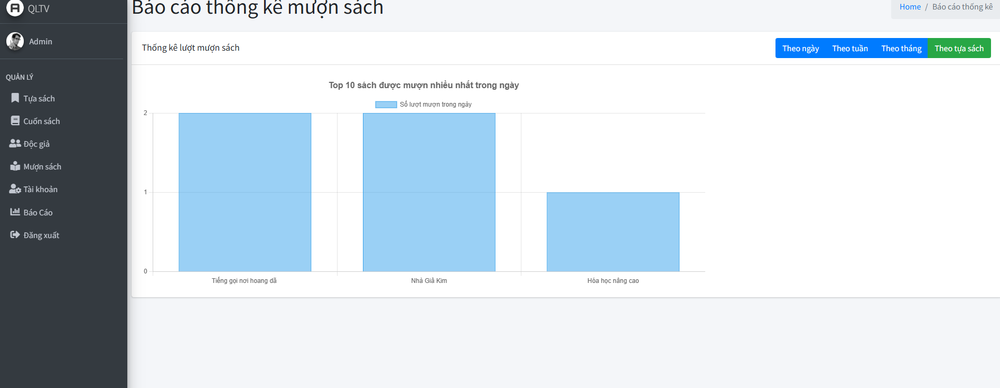 QLTV
Báo cáo thống kê mượn sách
Home / Báo cáo thống kê
Admin
Thống kê lượt mượn sách
Theo ngày
Theo tuần
Theo tháng
Theo tựa sách
QUẢN LÝ
Tựa sách
Cuốn sách
Độc giả
Mượn sách
Tài khoản
Báo Cáo
Đăng xuất
Top 10 sách được mượn nhiều nhất trong ngày
Số lượt mượn trong ngày
2
1
0
Tiếng gọi nơi hoang dã
Nhà Giả Kim
Hóa học nâng cao